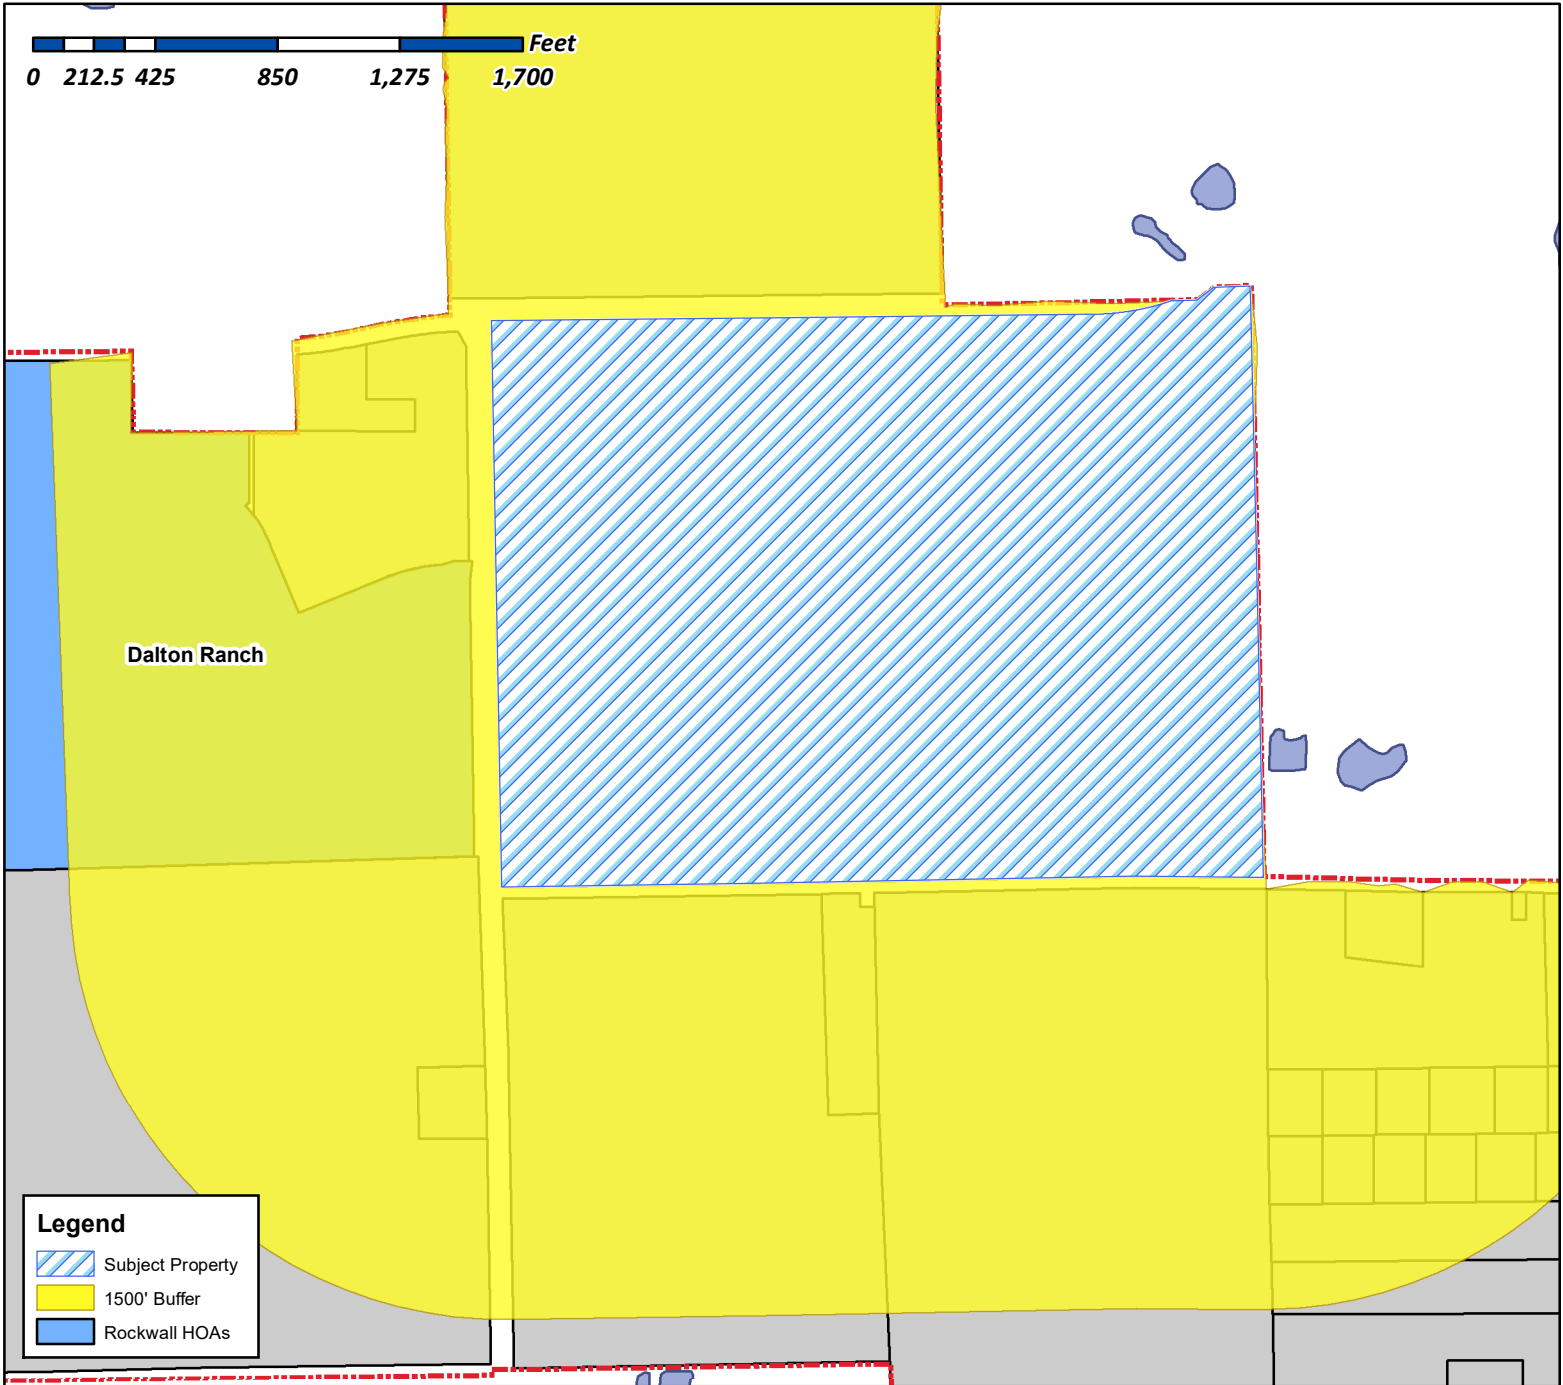 Feet
0 212.5 425 850 1,275 1,700
Dalton Ranch
Legend
Subject Property
1500' Buffer
Rockwall HOAs